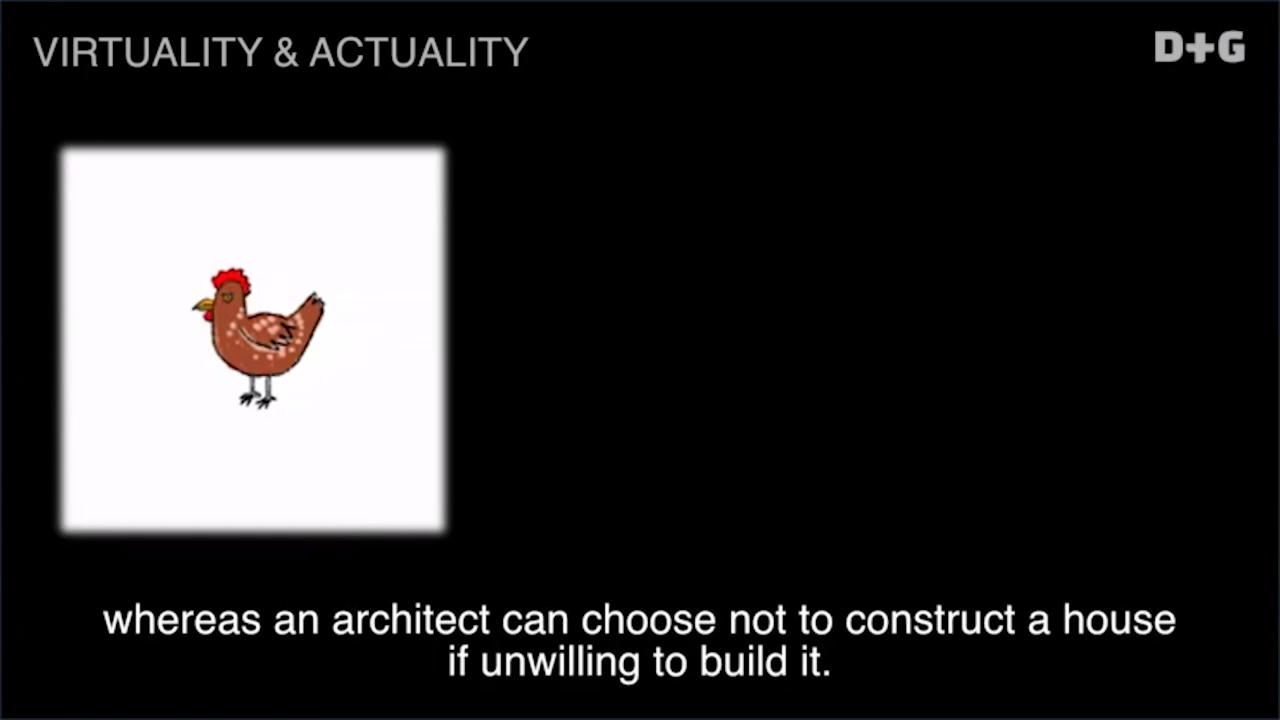 VIRTUALITY & ACTUALITY
D+G
whereas an architect can choose not to construct a house
if unwilling to build it.